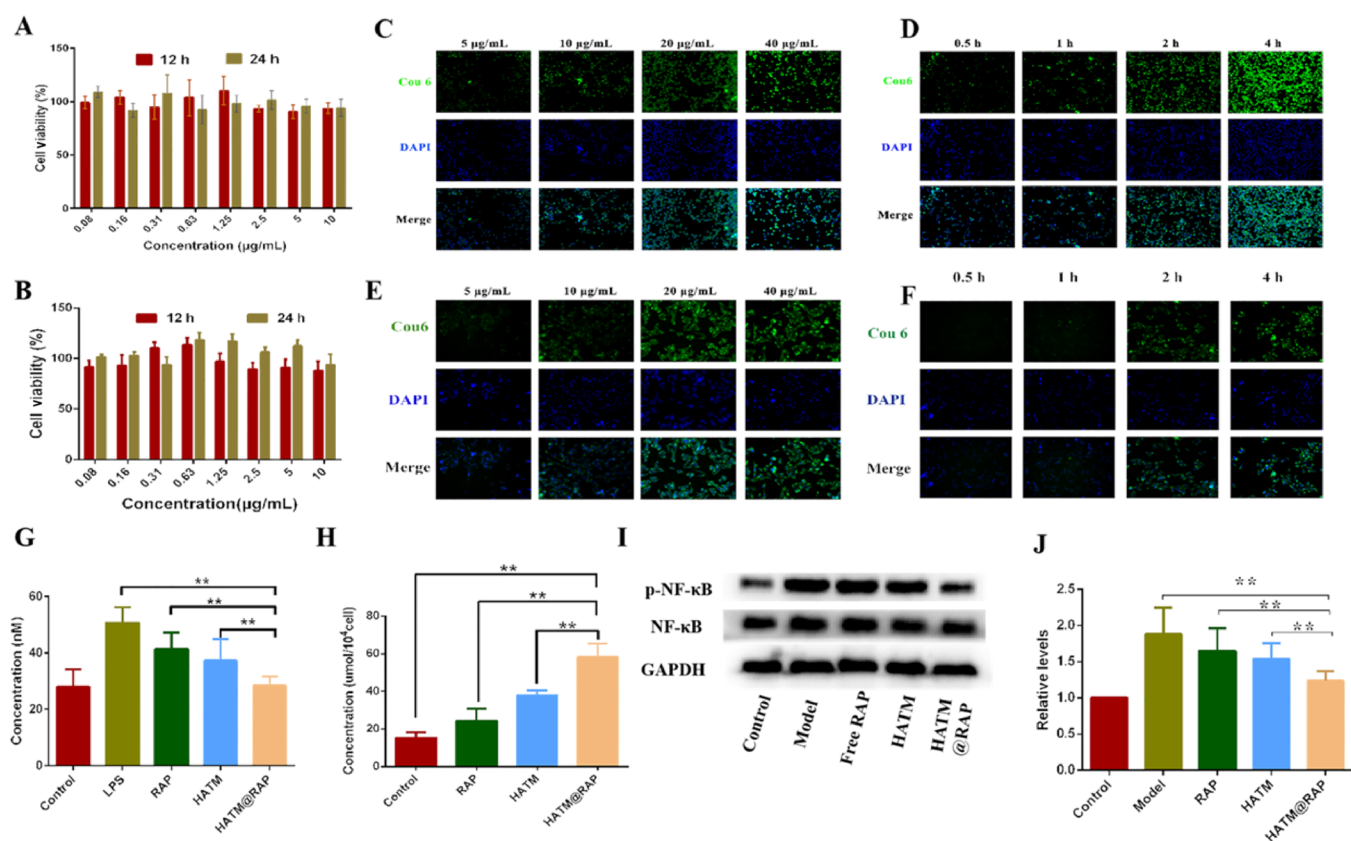 A
150
100
50
0
Cell viability (%)
12 h
24 h
0.08
0.16
0.31
0.63
1.25
2.5
5
10
Concentration (µg/mL)
B
150
100
50
0
Cell viability (%)
12 h
24 h
0.08
0.16
0.31
0.63
1.25
2.5
5
10
Concentration(µg/mL)
C
5 µg/mL
10 µg/mL
20 µg/mL
40 µg/mL
Cou 6
DAPI
Merge
D
0.5 h
1 h
2 h
4 h
Cou6
DAPI
Merge
E
5 µg/mL
10 µg/mL
20 µg/mL
40 µg/mL
Cou6
DAPI
Merge
F
0.5 h
1 h
2 h
4 h
Cou 6
DAPI
Merge
G
60
40
20
0
Concentration (nM)
**
**
**
Control
LPS
RAP
HATM
HATM@RAP
H
80
60
40
20
0
Concentration (umol/10⁴cell)
**
**
**
Control
RAP
HATM
HATM@RAP
I
p-NF-κB
NF-κB
GAPDH
Control
Model
Free RAP
HATM
HATM
@RAP
J
2.5
2.0
1.5
1.0
0.5
0.0
Relative levels
**
**
**
Control
Model
RAP
HATM
HATM@RAP